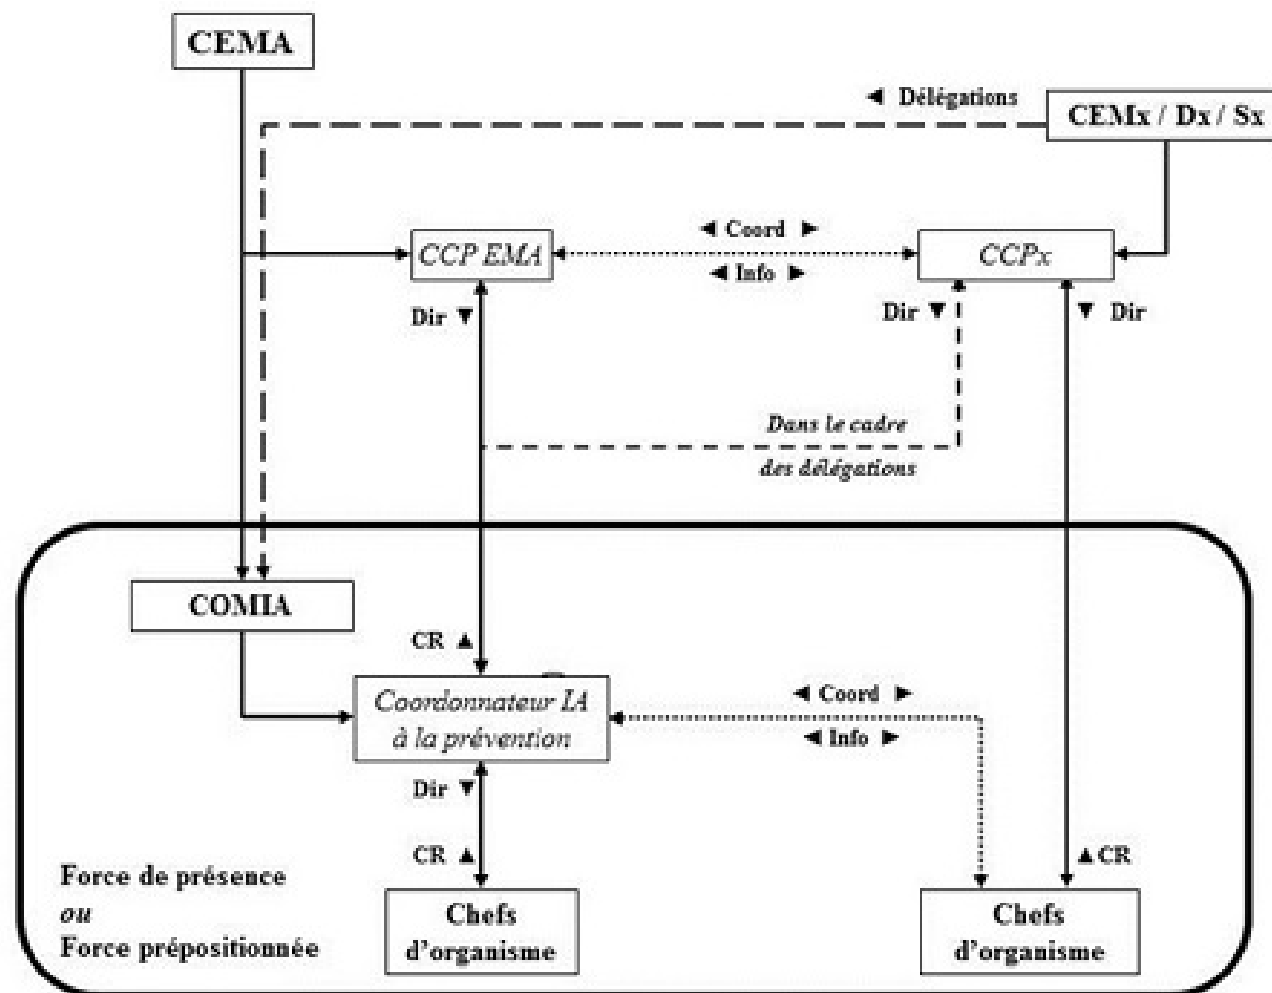 CEMA
◄ Délégations
CEMx / Dx / Sx
◄ Coord ►
CCP EMA
CCPx
◄ Info ►
Dir ▼
Dir ▼
▼ Dir
Dans le cadre
des délégations
COMIA
CR ▲
Coordonnateur IA
à la prévention
◄ Coord ►
◄ Info ►
Dir ▼
CR ▲
▲ CR
Force de présence
ou
Force prépositionnée
Chefs
d'organisme
Chefs
d'organisme